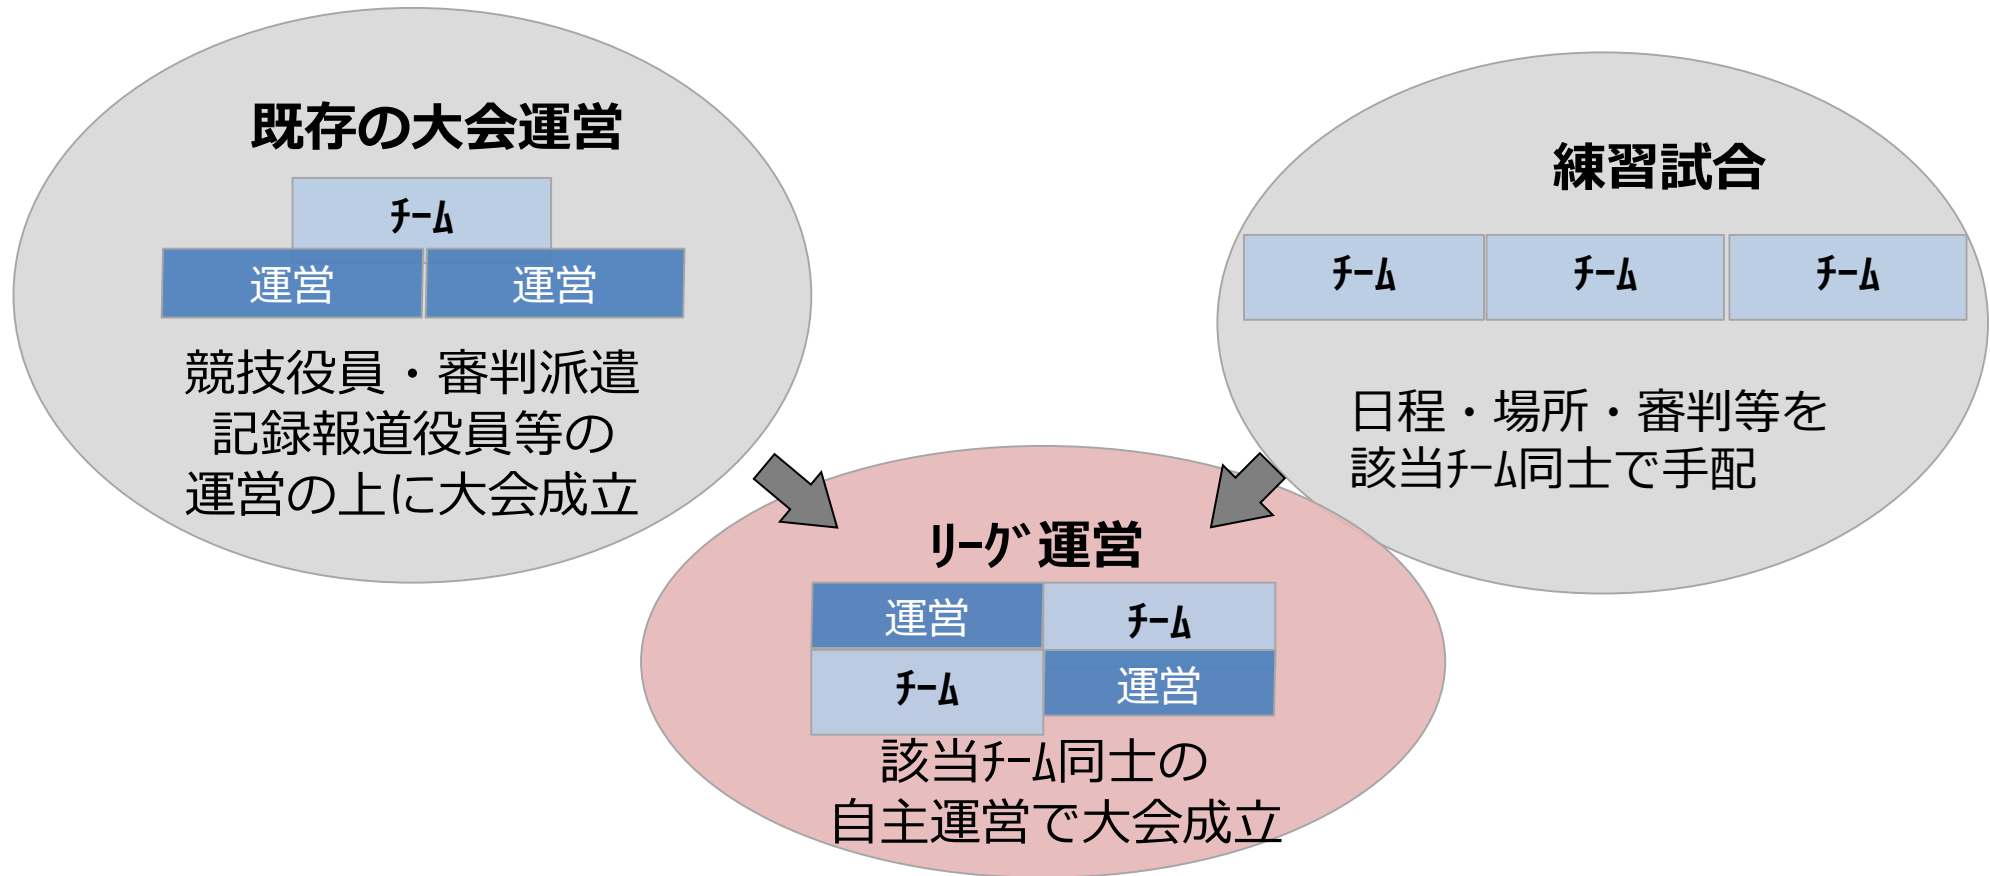 既存の大会運営
ﾁｰﾑ
運営
運営
競技役員・審判派遣
記録報道役員等の
運営の上に大会成立
練習試合
ﾁｰﾑ
ﾁｰﾑ
ﾁｰﾑ
日程・場所・審判等を
該当ﾁｰﾑ同士で手配
ﾘｰｸﾞ運営
運営
ﾁｰﾑ
ﾁｰﾑ
運営
該当ﾁｰﾑ同士の
自主運営で大会成立